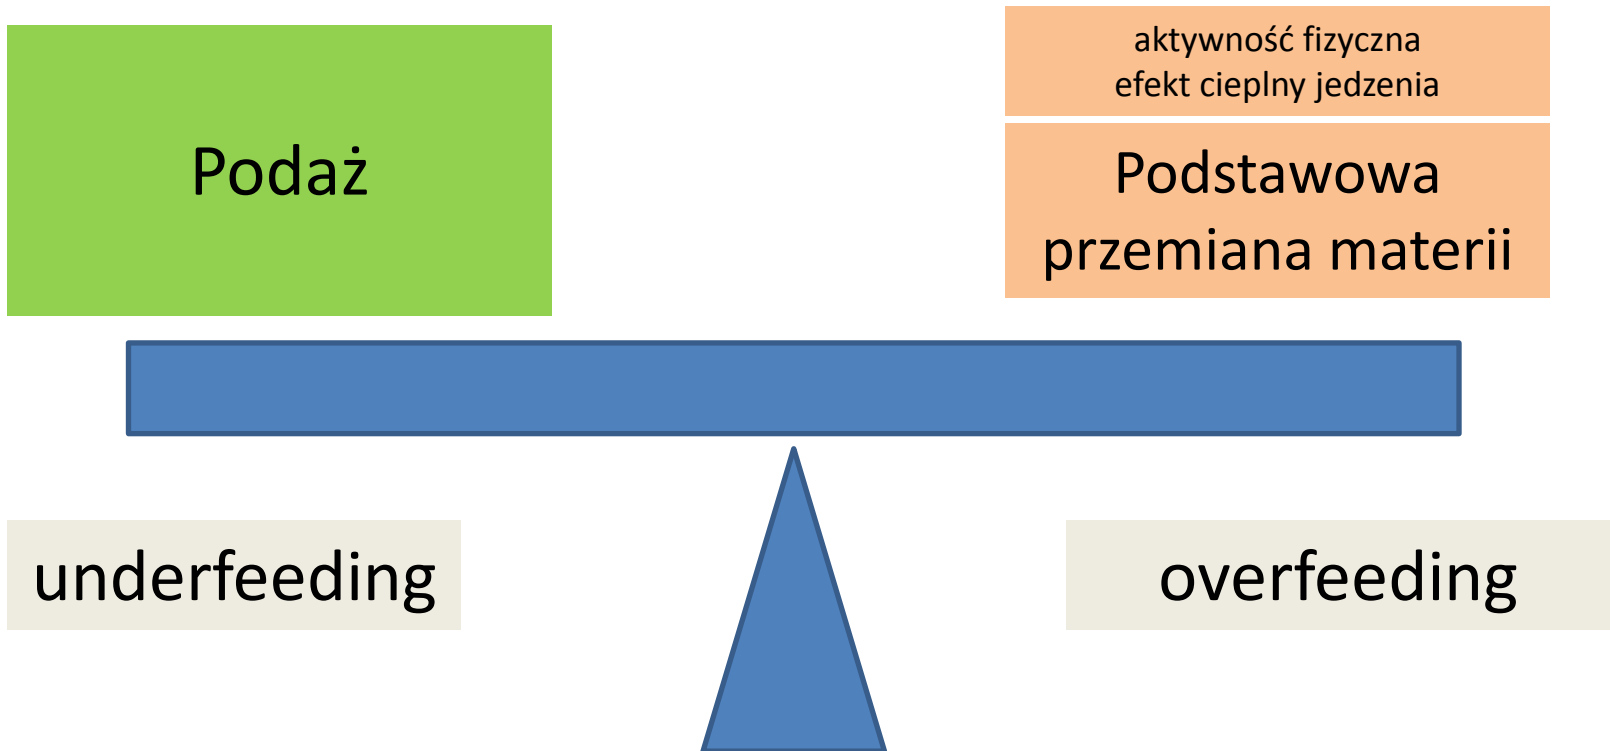 Podaż
aktywność fizyczna
efekt cieplny jedzenia
Podstawowa
przemiana materii
underfeeding
overfeeding